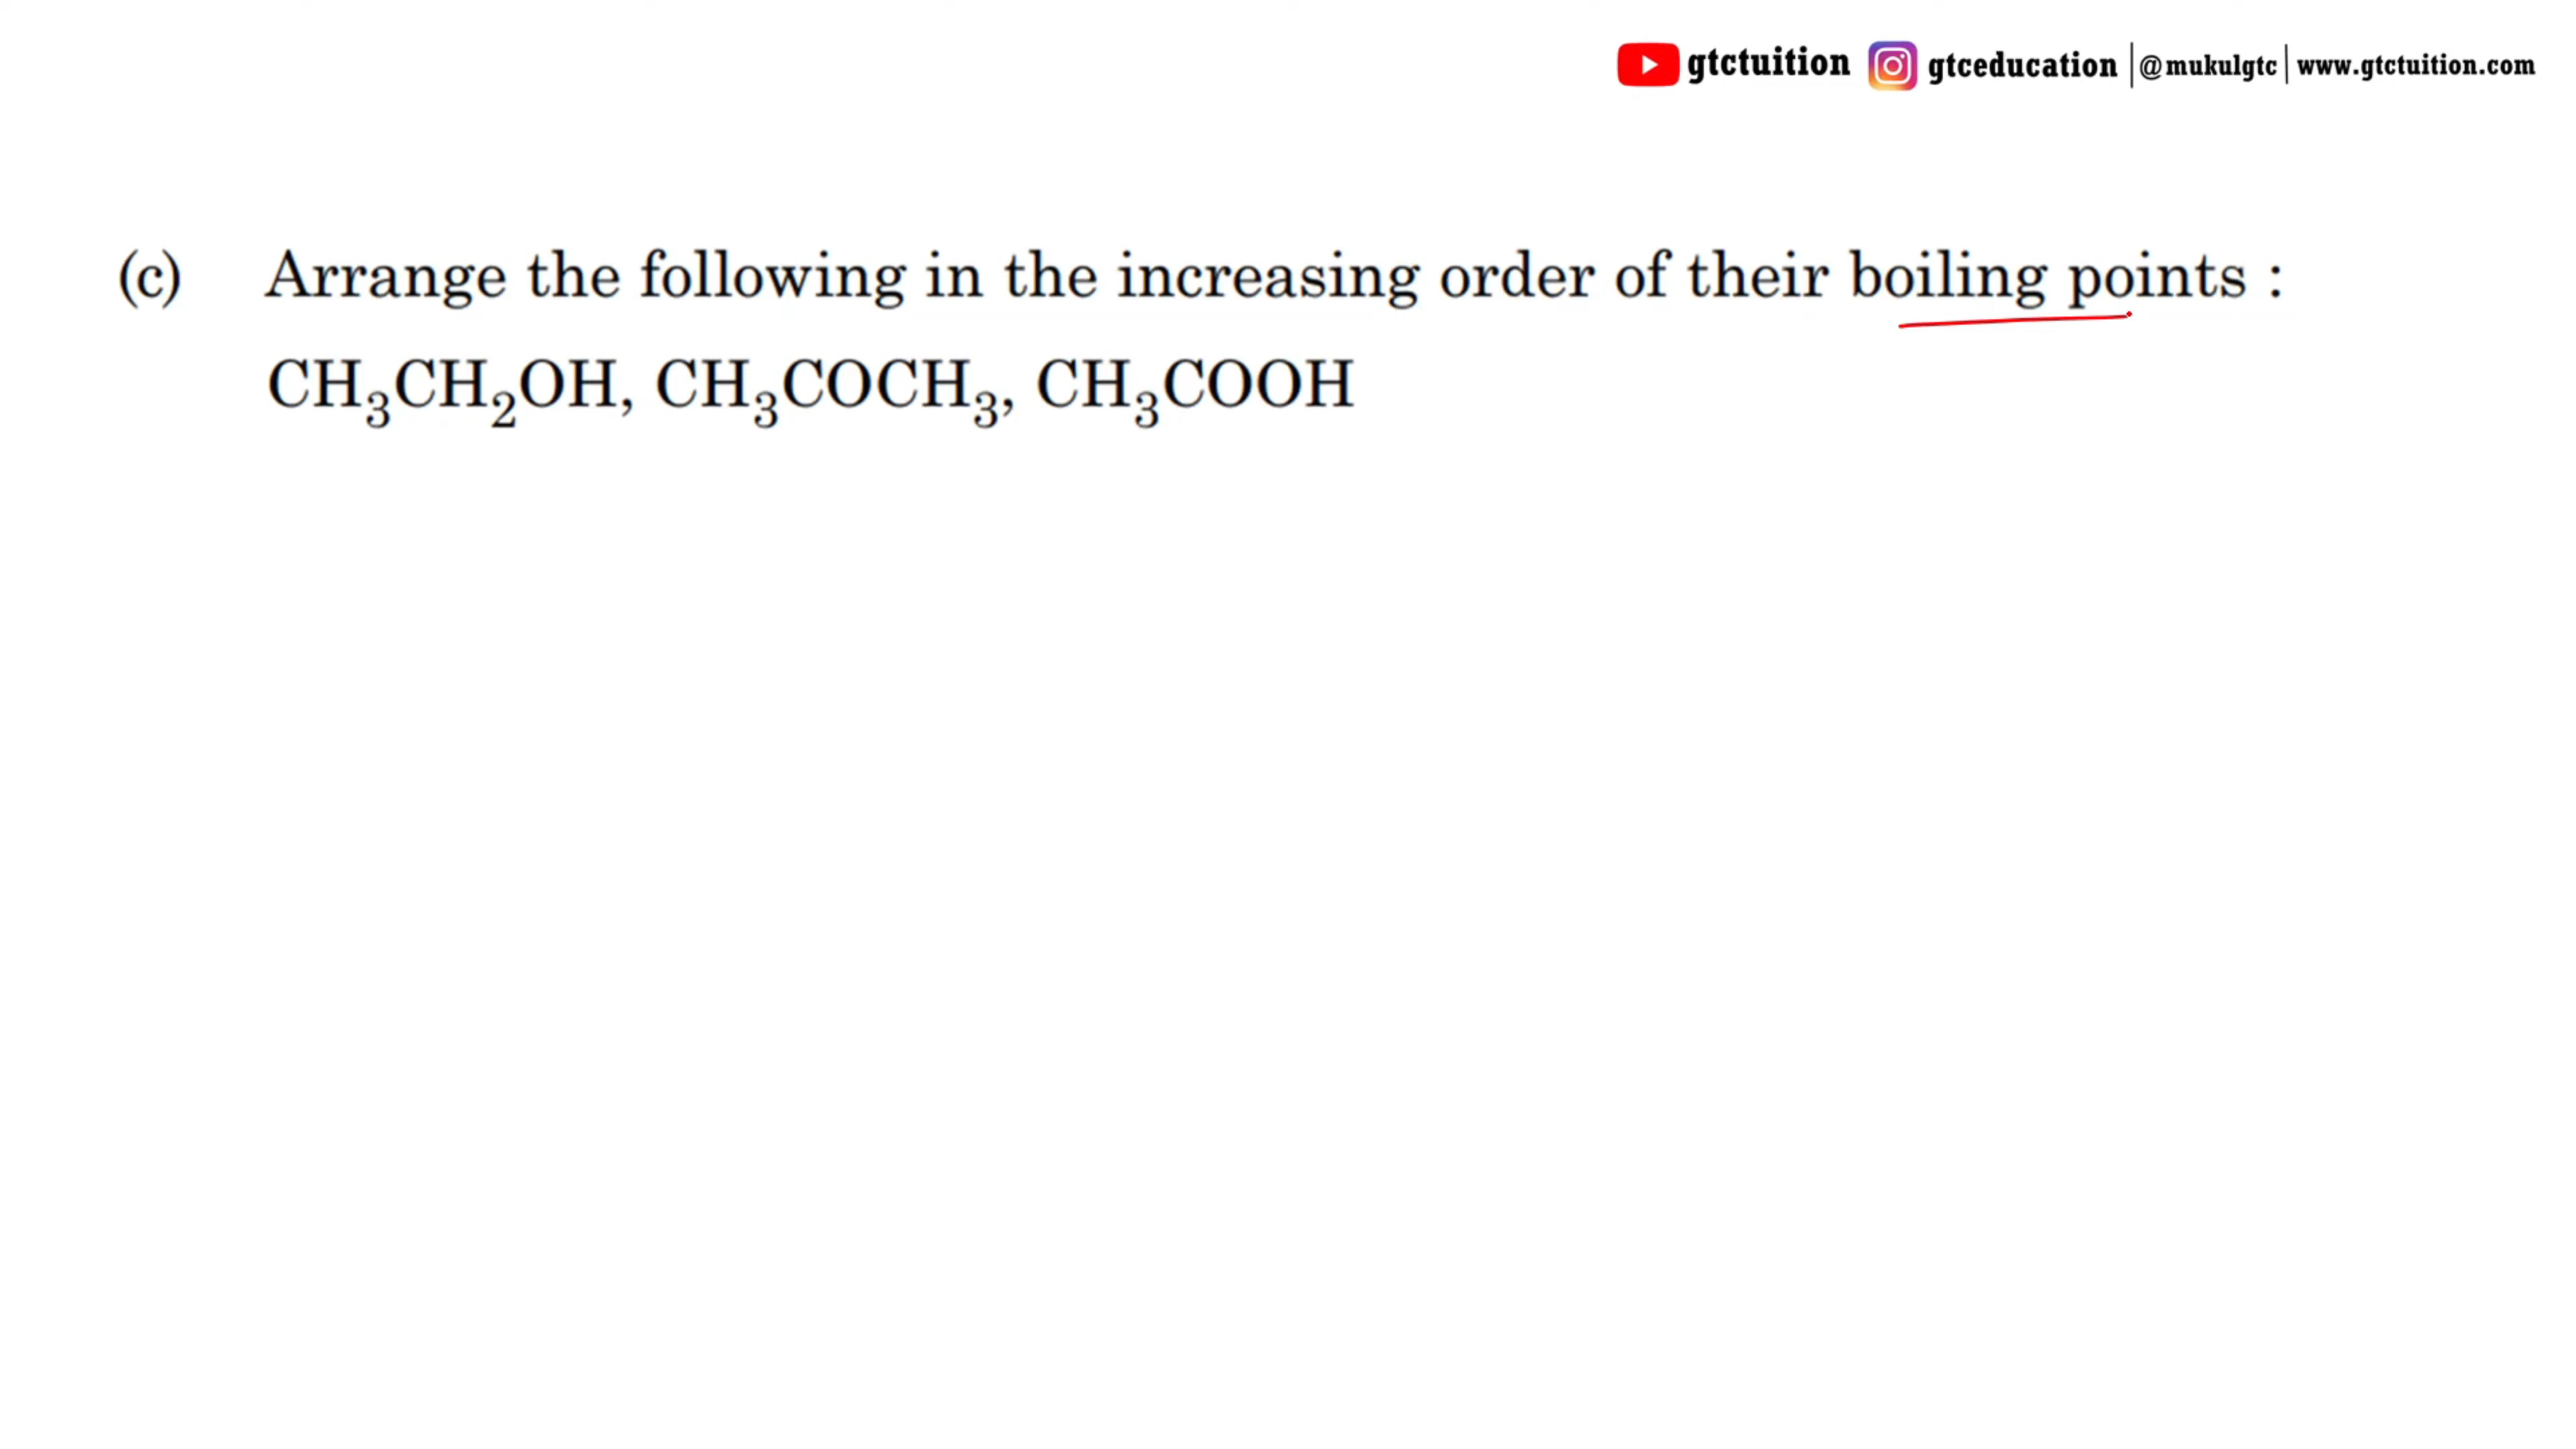 gtctuition gtceducation |@mukulgtc| www.gtctuition.com
(c) Arrange the following in the increasing order of their boiling points :
CH₃CH₂OH, CH₃COCH₃, CH₃COOH